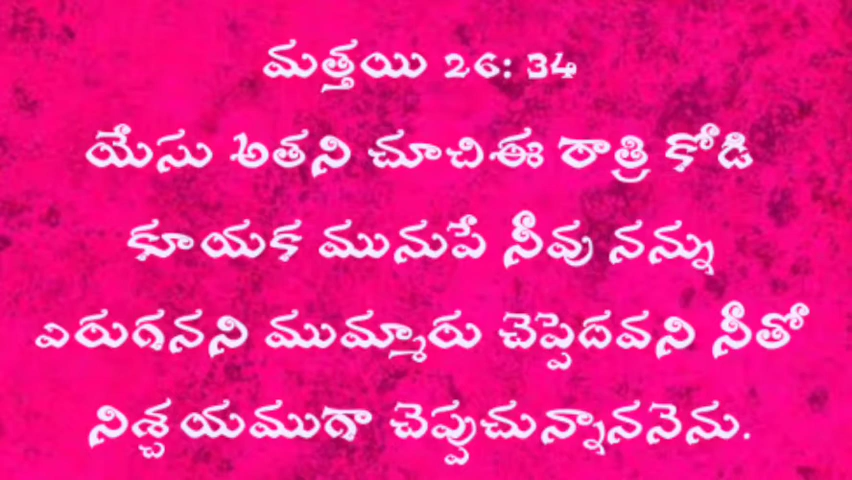 మత్తయి 26: 34
యేసు అతని చూచిఈ రాత్రి కోడి
కూయక మునుపే నీవు నన్ను
ఎరుగనని ముమ్మారు చెప్పెదవని నీతో
నిశ్చయముగా చెప్పుచున్నాననెను.